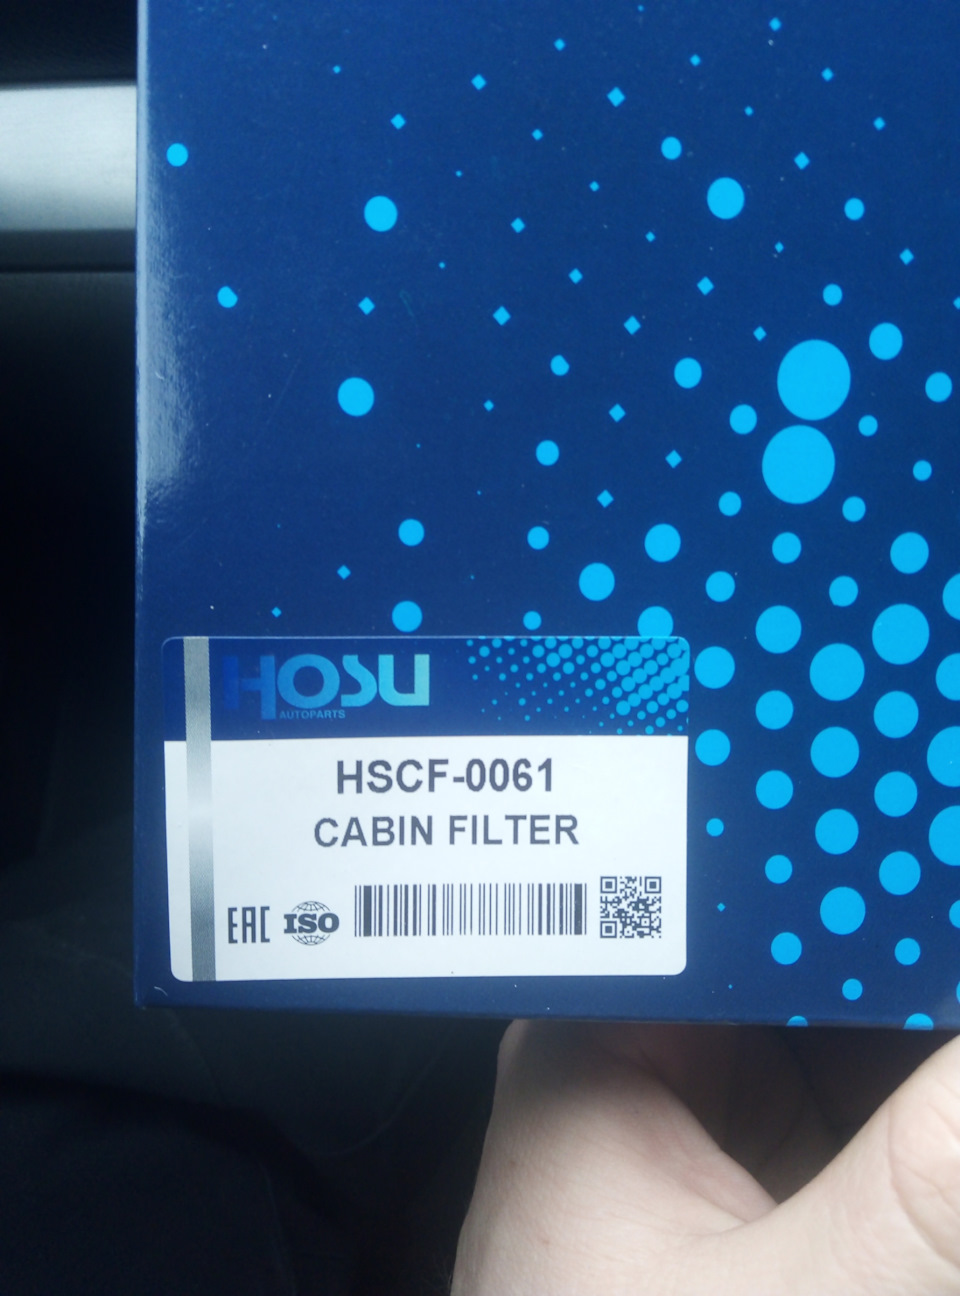 HOSU
AUTOPARTS
HSCF-0061
CABIN FILTER
EAC ISO